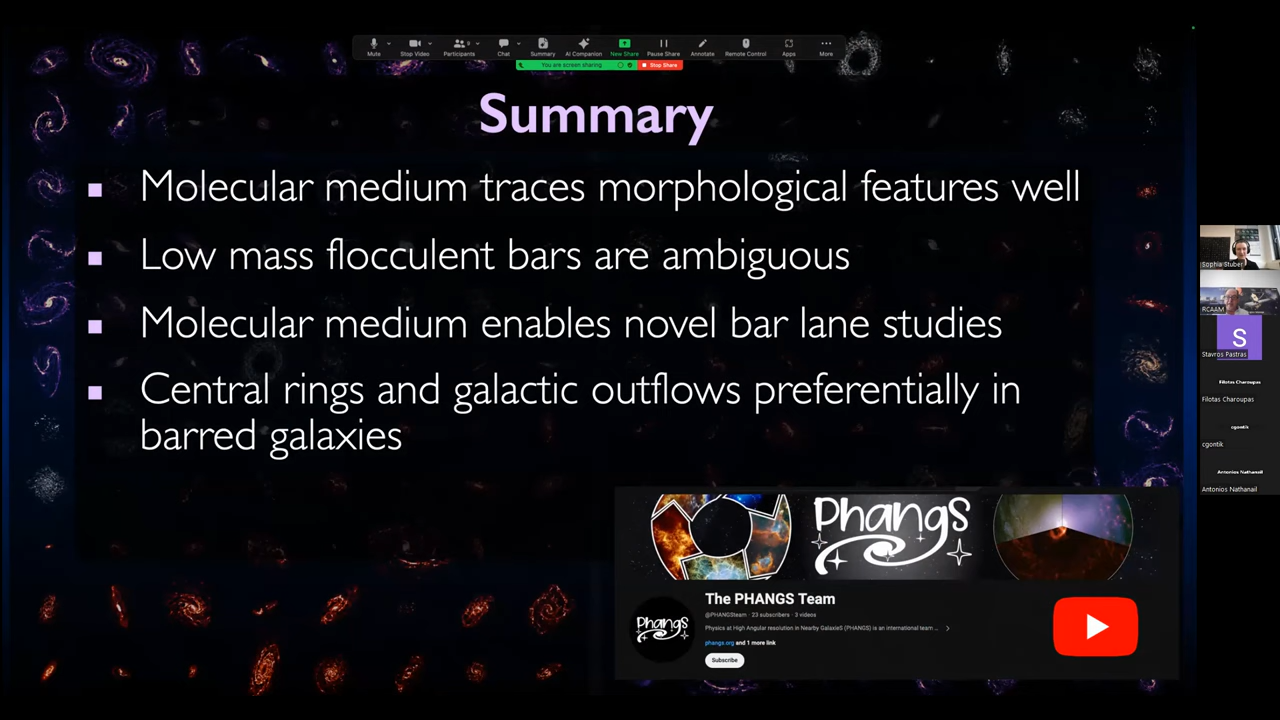 Mute
Stop Video
Participants
9
Chat
Summary
AI Companion
New Share
Pause Share
Annotate
Remote Control
Apps
More
You are screen sharing
Stop Share
Summary
Molecular medium traces morphological features well
Low mass flocculent bars are ambiguous
Molecular medium enables novel bar lane studies
Central rings and galactic outflows preferentially in
barred galaxies
Phangs
The PHANGS Team
@PHANGSteam · 23 subscribers · 3 videos
Physics at High Angular resolution in Nearby GalaxieS (PHANGS) is an international team ...
phangs.org and 1 more link
Subscribe
Phangs
Sophia Stuber
RCAAM
S
Stavros Pastras
Filotas Charoupas
Filotas Charoupas
cgontik
cgontik
Antonios Nathanail
Antonios Nathanail